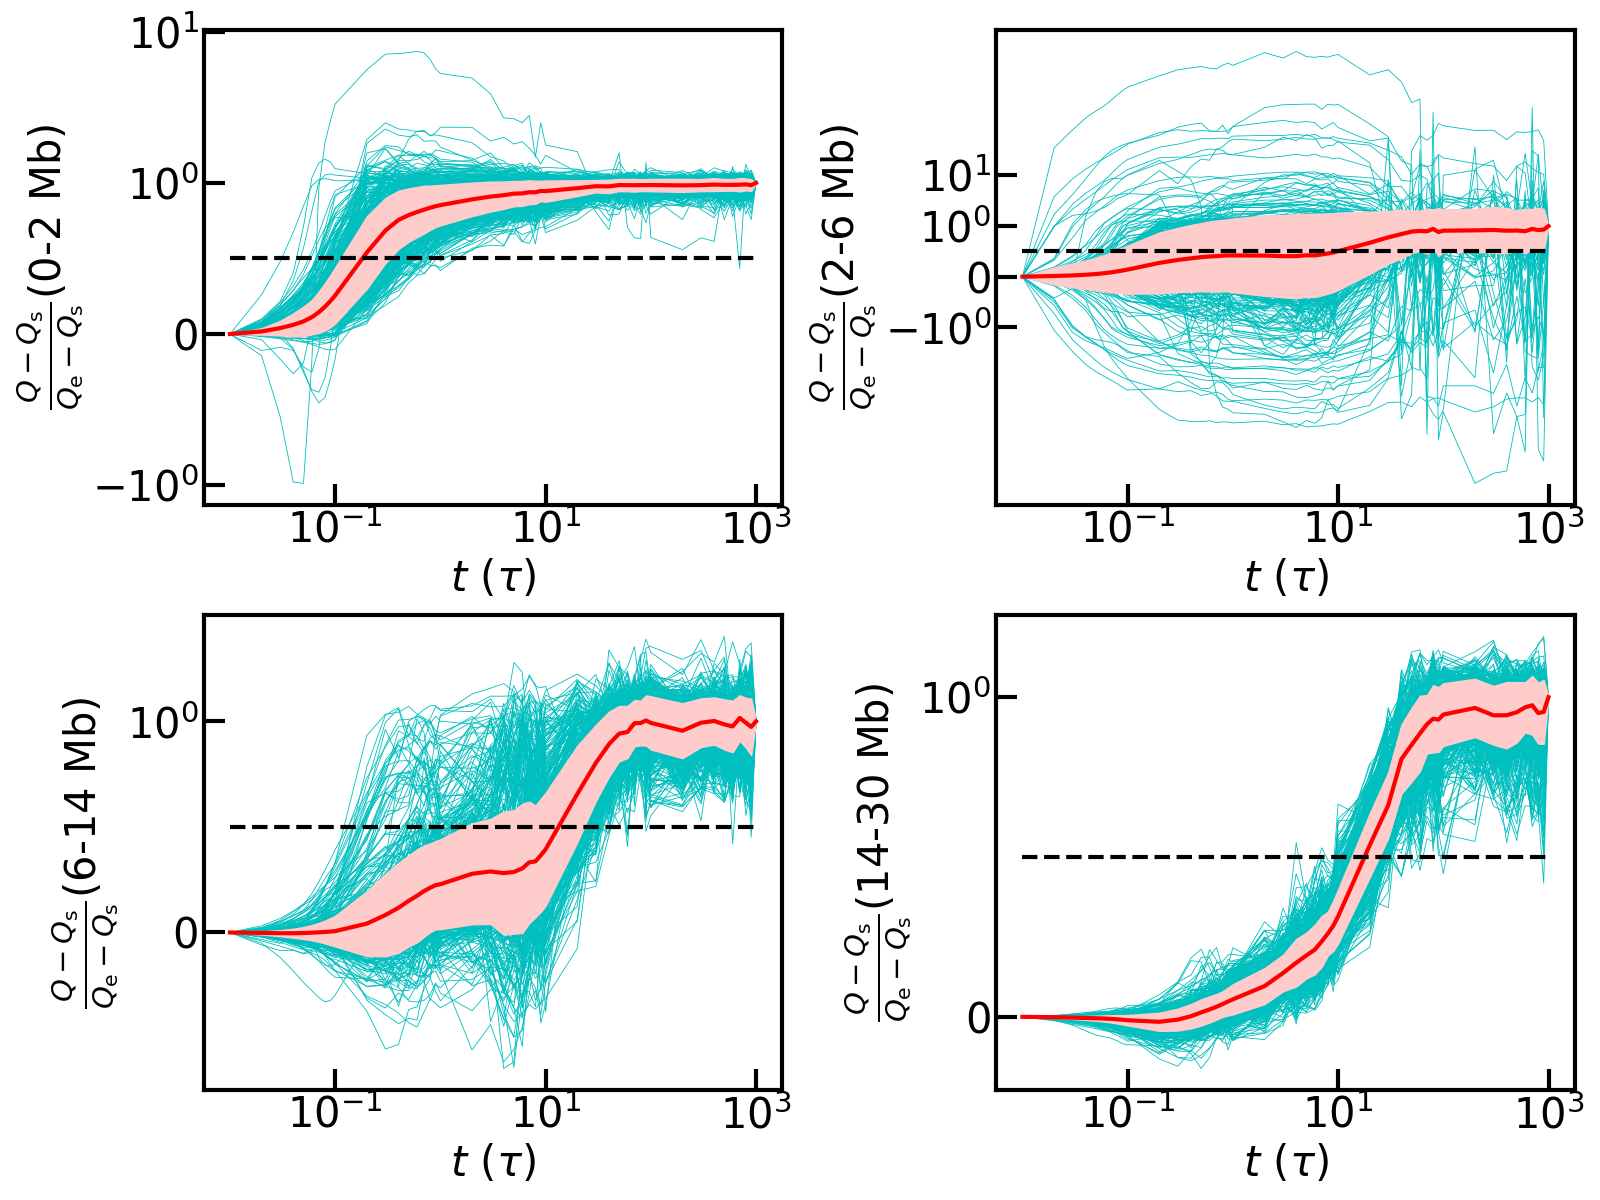 10¹
10⁰
0
−10⁰
(Q − Qₛ)/(Qₑ − Qₛ) (0-2 Mb)
10⁻¹ 10¹ 10³
t (τ)
10¹
10⁰
0
−10⁰
(Q − Qₛ)/(Qₑ − Qₛ) (2-6 Mb)
10⁻¹ 10¹ 10³
t (τ)
10⁰
0
(Q − Qₛ)/(Qₑ − Qₛ) (6-14 Mb)
10⁻¹ 10¹ 10³
t (τ)
10⁰
0
(Q − Qₛ)/(Qₑ − Qₛ) (14-30 Mb)
10⁻¹ 10¹ 10³
t (τ)